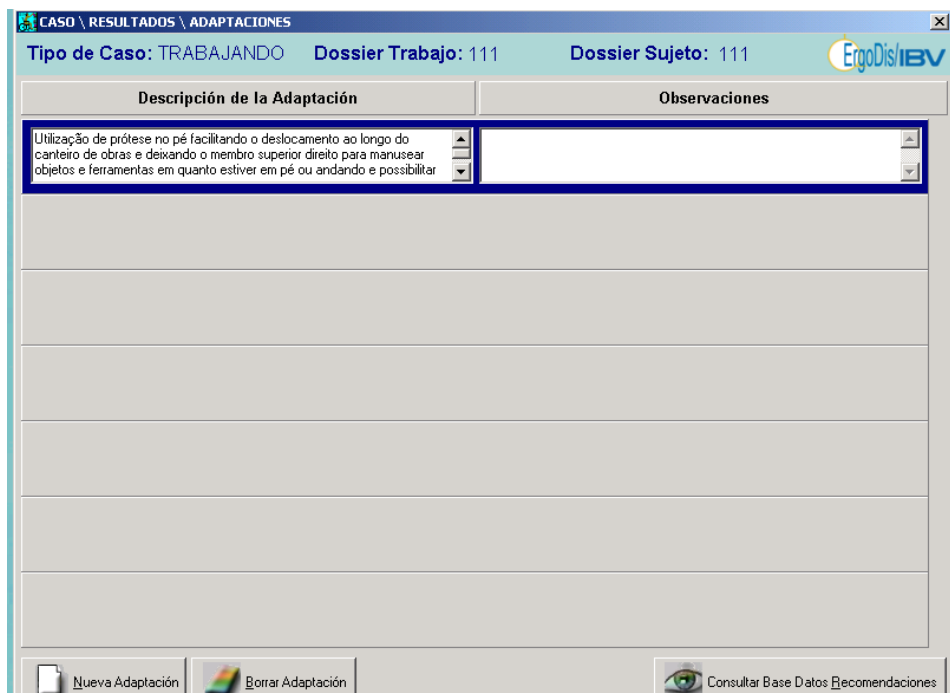 CASO \ RESULTADOS \ ADAPTACIONES
Tipo de Caso: TRABAJANDO Dossier Trabajo: 111 Dossier Sujeto: 111 ErgoDis/IBV
Descripción de la Adaptación Observaciones
Utilização de prótese no pé facilitando o deslocamento ao longo do
canteiro de obras e deixando o membro superior direito para manusear
objetos e ferramentas em quanto estiver em pé ou andando e possibilitar
Nueva Adaptación Borrar Adaptación Consultar Base Datos Recomendaciones